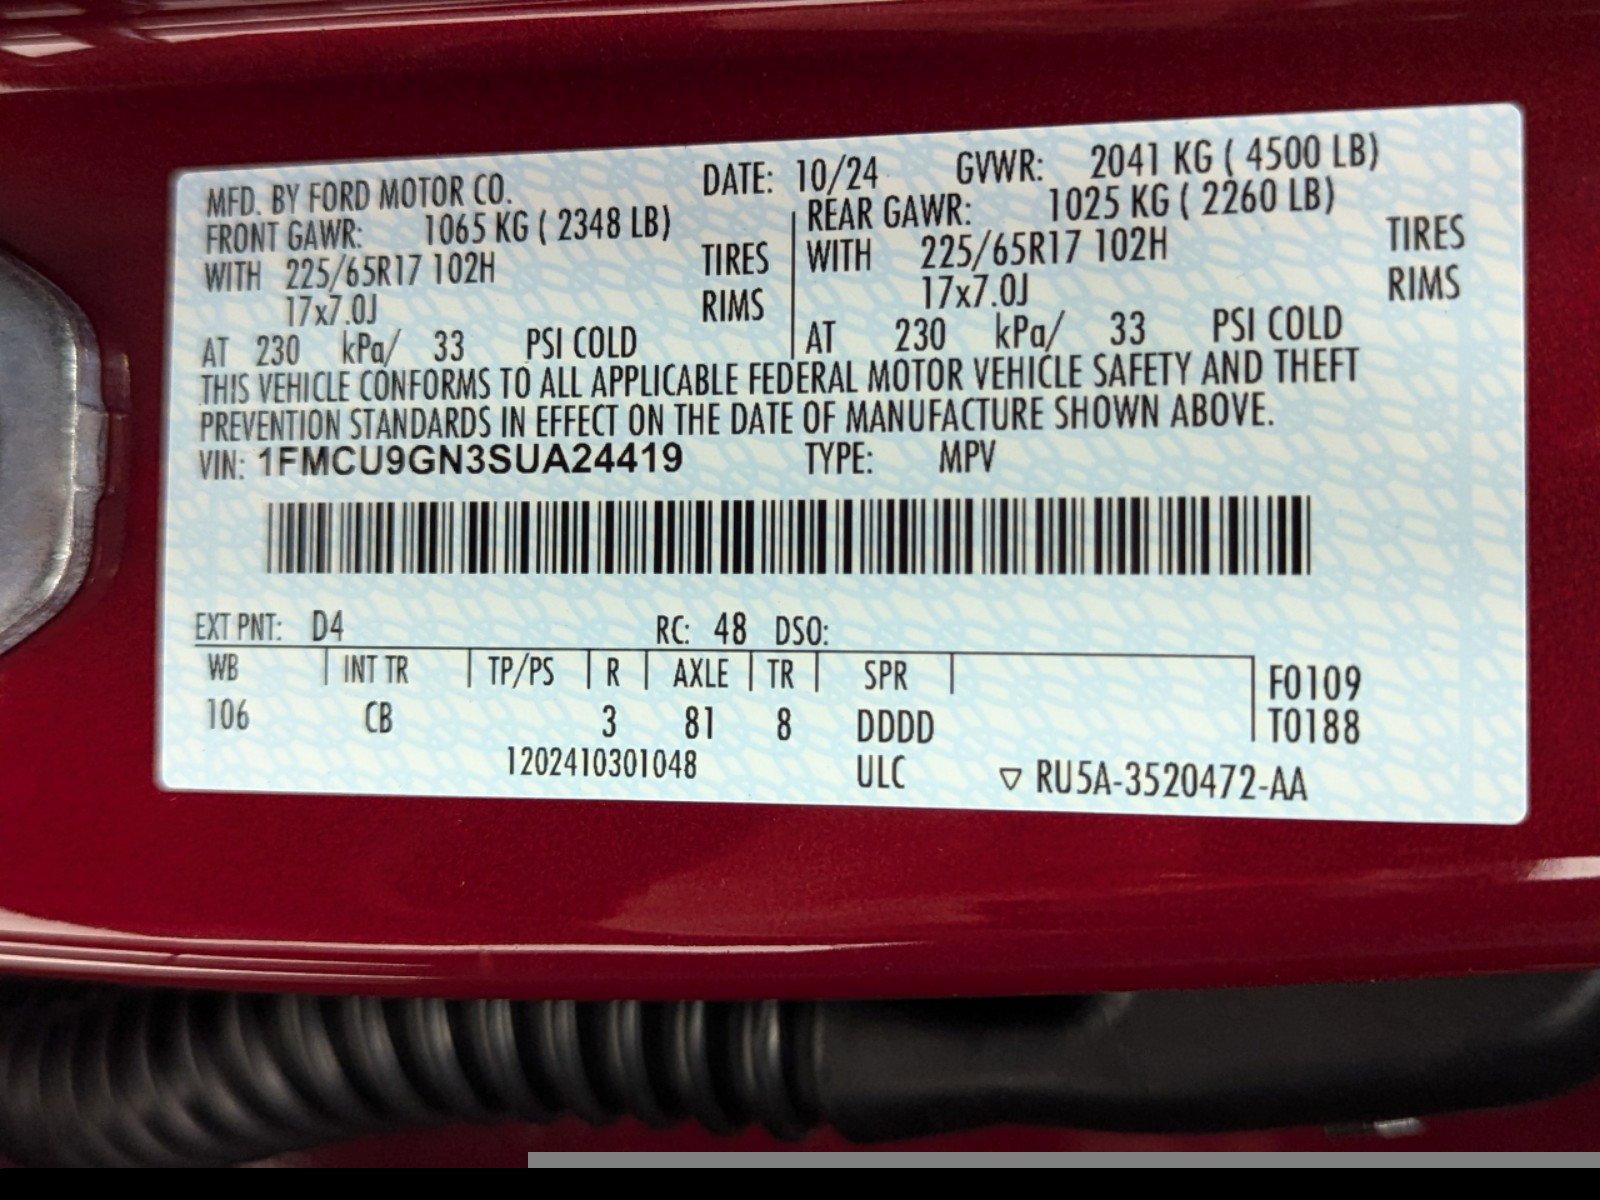 MFD. BY FORD MOTOR CO. DATE: 10/24 GVWR: 2041 KG ( 4500 LB)
FRONT GAWR: 1065 KG ( 2348 LB) REAR GAWR: 1025 KG ( 2260 LB)
WITH 225/65R17 102H TIRES WITH 225/65R17 102H TIRES
17x7.0J RIMS 17x7.0J RIMS
AT 230 kPa/ 33 PSI COLD AT 230 kPa/ 33 PSI COLD
THIS VEHICLE CONFORMS TO ALL APPLICABLE FEDERAL MOTOR VEHICLE SAFETY AND THEFT
PREVENTION STANDARDS IN EFFECT ON THE DATE OF MANUFACTURE SHOWN ABOVE.
VIN: 1FMCU9GN3SUA24419 TYPE: MPV
EXT PNT: D4 RC: 48 DSO:
WB INT TR TP/PS R AXLE TR SPR F0109
106 CB 3 81 8 DDDD T0188
1202410301048 ULC ▽ RU5A-3520472-AA